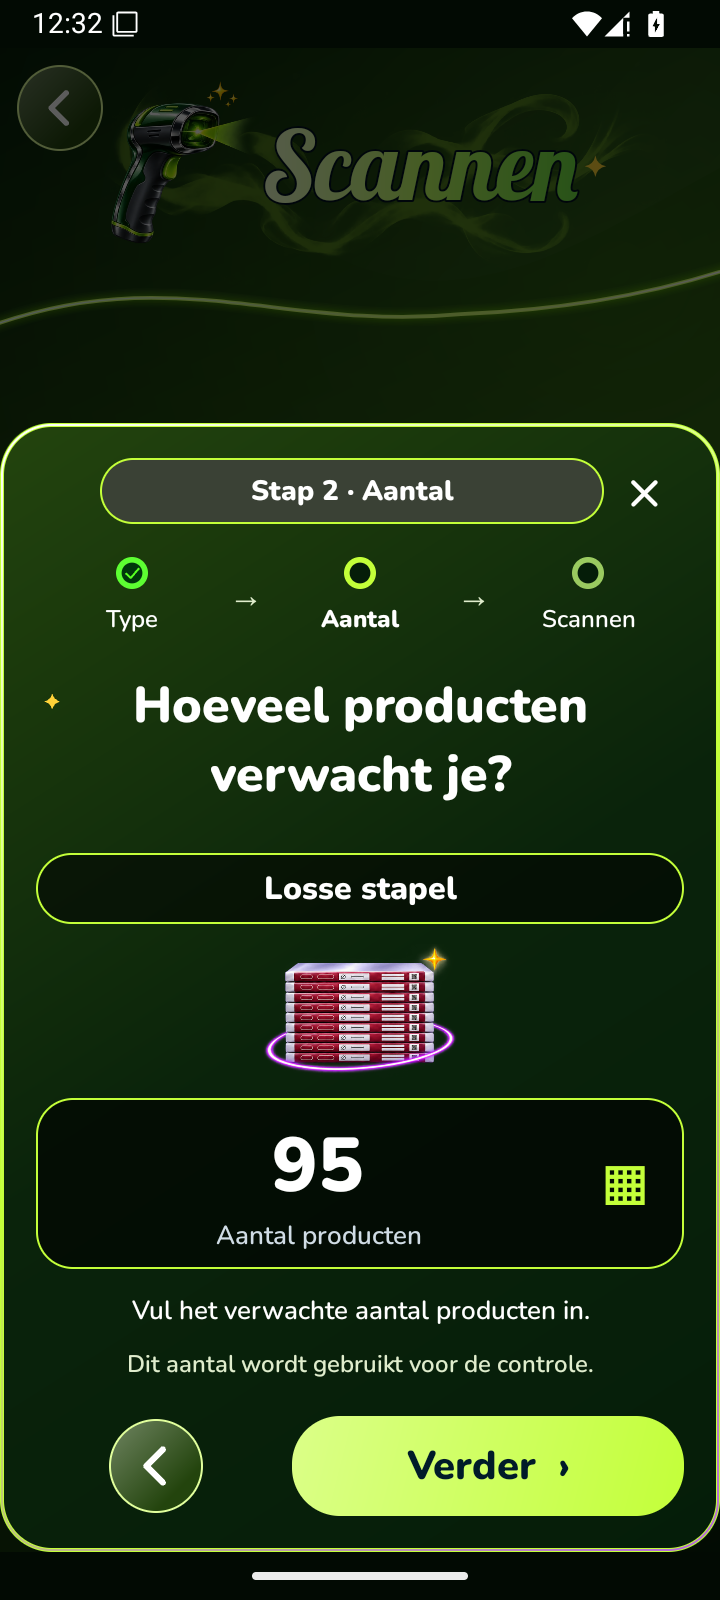 12:32
Scannen
Stap 2 · Aantal
Type → Aantal → Scannen
Hoeveel producten
verwacht je?
Losse stapel
95
Aantal producten
Vul het verwachte aantal producten in.
Dit aantal wordt gebruikt voor de controle.
Verder ›